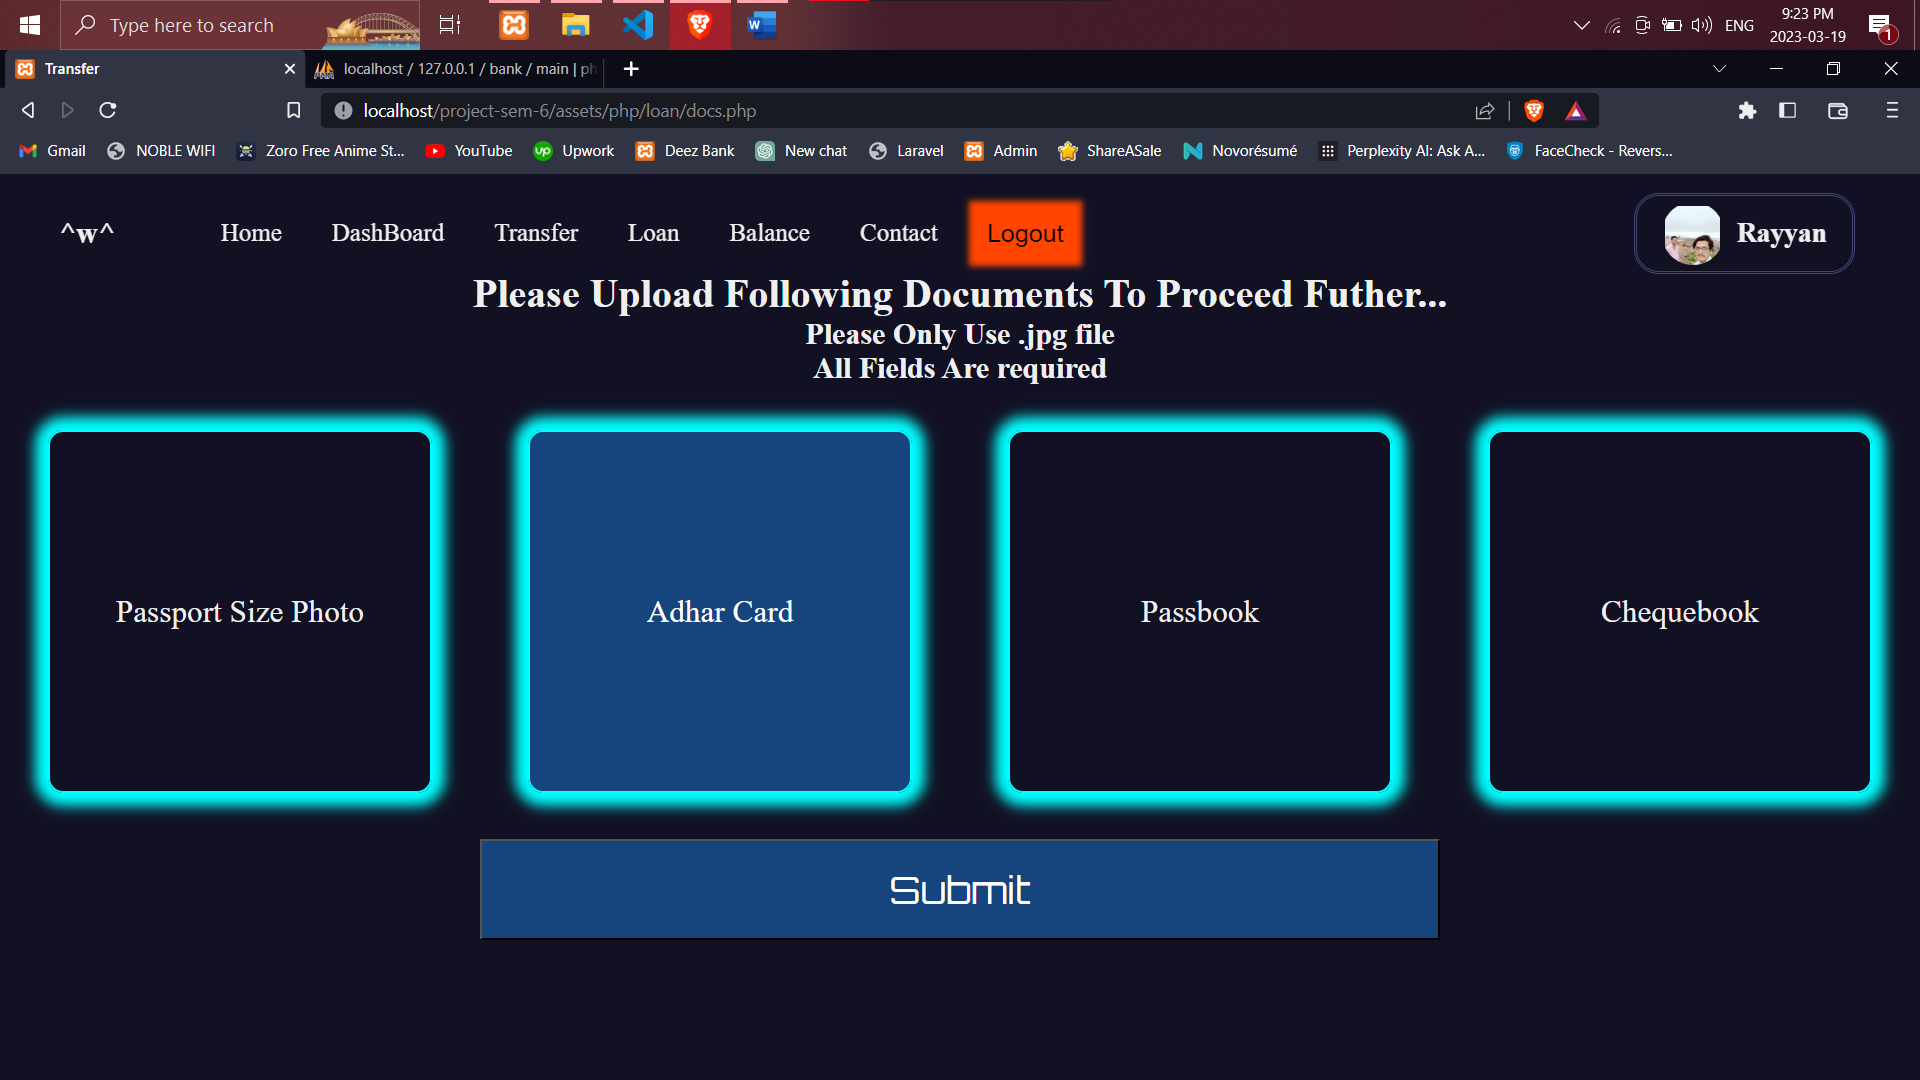 Type here to search
ENG
9:23 PM
2023-03-19
1
Transfer
localhost / 127.0.0.1 / bank / main | ph
localhost/project-sem-6/assets/php/loan/docs.php
Gmail NOBLE WIFI Zoro Free Anime St... YouTube Upwork Deez Bank New chat Laravel Admin ShareASale Novorésumé Perplexity AI: Ask A... FaceCheck - Revers...
^w^ Home DashBoard Transfer Loan Balance Contact Logout Rayyan
Please Upload Following Documents To Proceed Futher...
Please Only Use .jpg file
All Fields Are required
Passport Size Photo
Adhar Card
Passbook
Chequebook
Submit